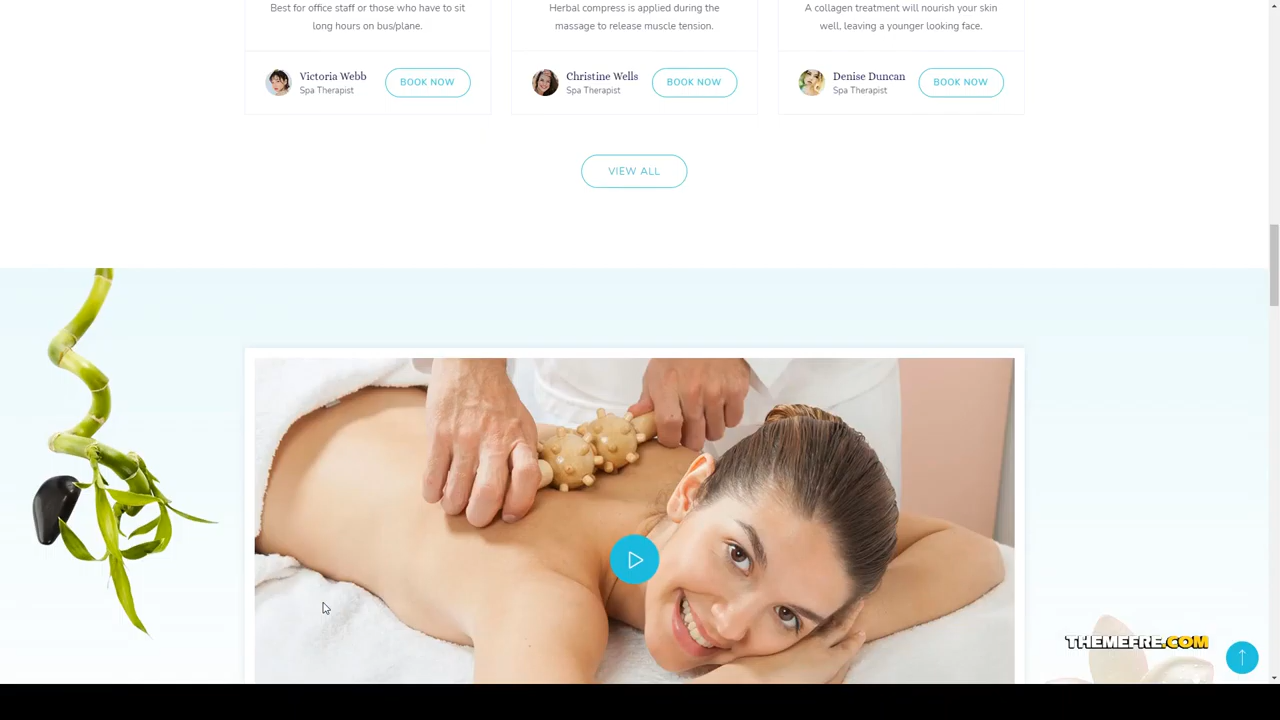 Best for office staff or those who have to sit
long hours on bus/plane.
Herbal compress is applied during the
massage to release muscle tension.
A collagen treatment will nourish your skin
well, leaving a younger looking face.
Victoria Webb
Spa Therapist
BOOK NOW
Christine Wells
Spa Therapist
BOOK NOW
Denise Duncan
Spa Therapist
BOOK NOW
VIEW ALL
THEMEFRE.COM